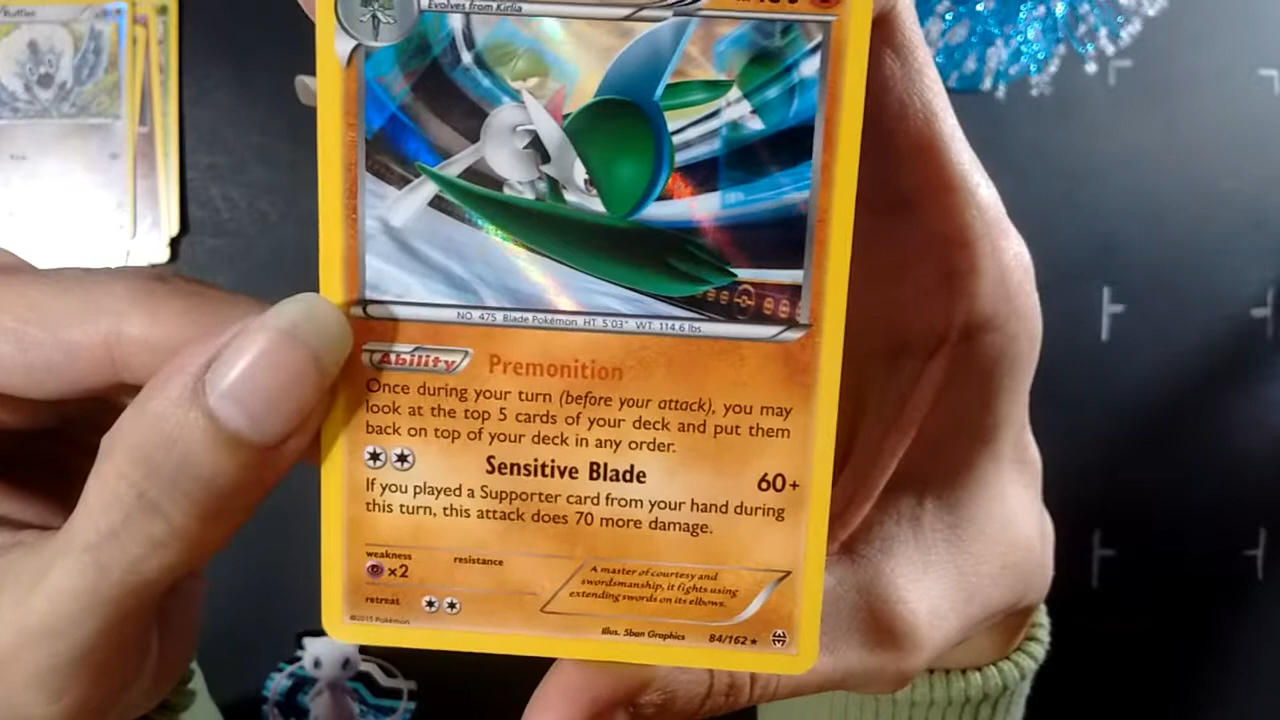 Rufflet
Evolves from Kirlia
NO. 475 Blade Pokémon HT: 5'03" WT: 114.6 lbs.
Ability Premonition
Once during your turn (before your attack), you may
look at the top 5 cards of your deck and put them
back on top of your deck in any order.
Sensitive Blade 60+
If you played a Supporter card from your hand during
this turn, this attack does 70 more damage.
weakness
resistance
×2
retreat
A master of courtesy and
swordsmanship, it fights using
extending swords on its elbows.
©2015 Pokémon
Illus. 5ban Graphics 84/162